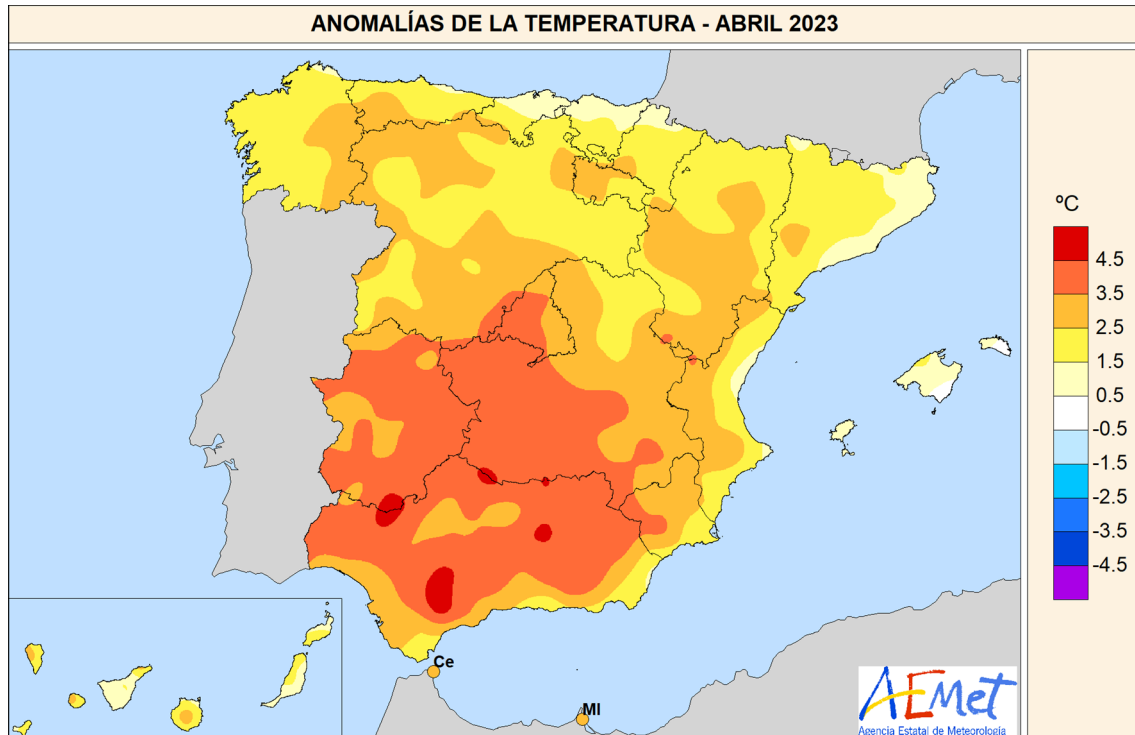 ANOMALÍAS DE LA TEMPERATURA - ABRIL 2023
ºC
4.5
3.5
2.5
1.5
0.5
-0.5
-1.5
-2.5
-3.5
-4.5
Ce
Ml
AEmet
Agencia Estatal de Meteorología